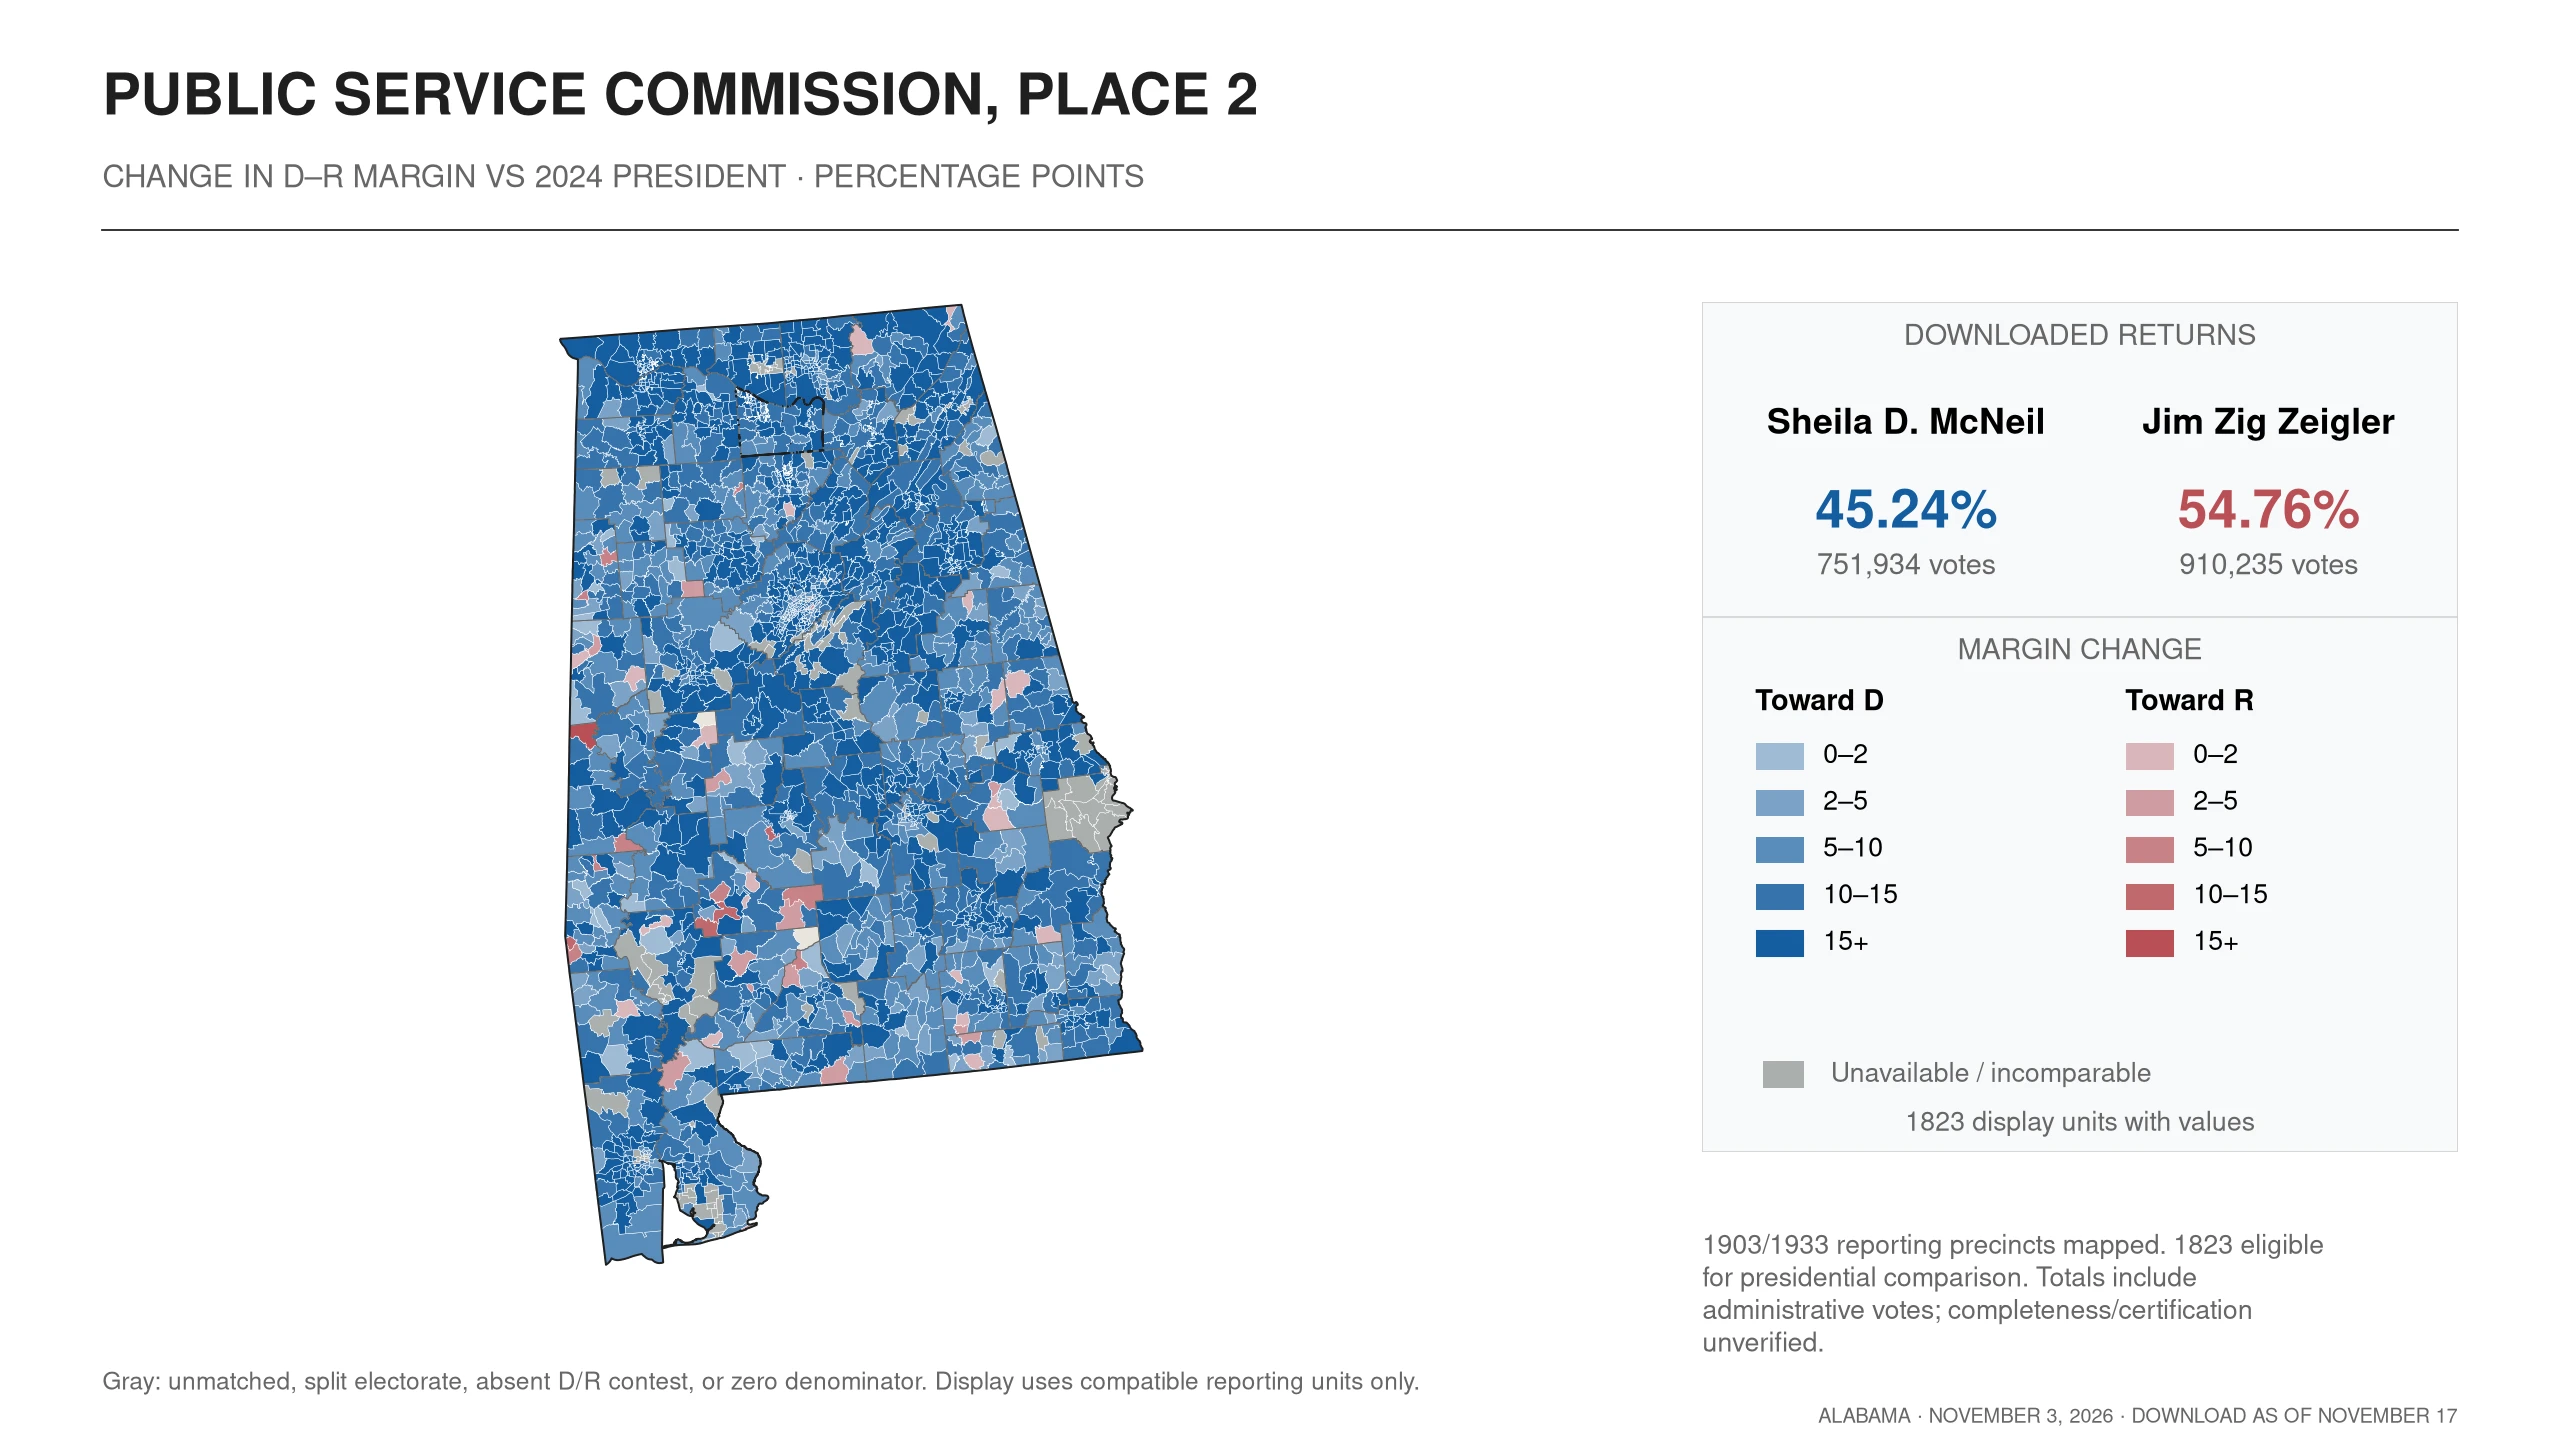 PUBLIC SERVICE COMMISSION, PLACE 2
CHANGE IN D–R MARGIN VS 2024 PRESIDENT · PERCENTAGE POINTS
DOWNLOADED RETURNS
Sheila D. McNeil
45.24%
751,934 votes
Jim Zig Zeigler
54.76%
910,235 votes
MARGIN CHANGE
Toward D
0–2
2–5
5–10
10–15
15+
Toward R
0–2
2–5
5–10
10–15
15+
Unavailable / incomparable
1823 display units with values
1903/1933 reporting precincts mapped. 1823 eligible
for presidential comparison. Totals include
administrative votes; completeness/certification
unverified.
Gray: unmatched, split electorate, absent D/R contest, or zero denominator. Display uses compatible reporting units only.
ALABAMA · NOVEMBER 3, 2026 · DOWNLOAD AS OF NOVEMBER 17